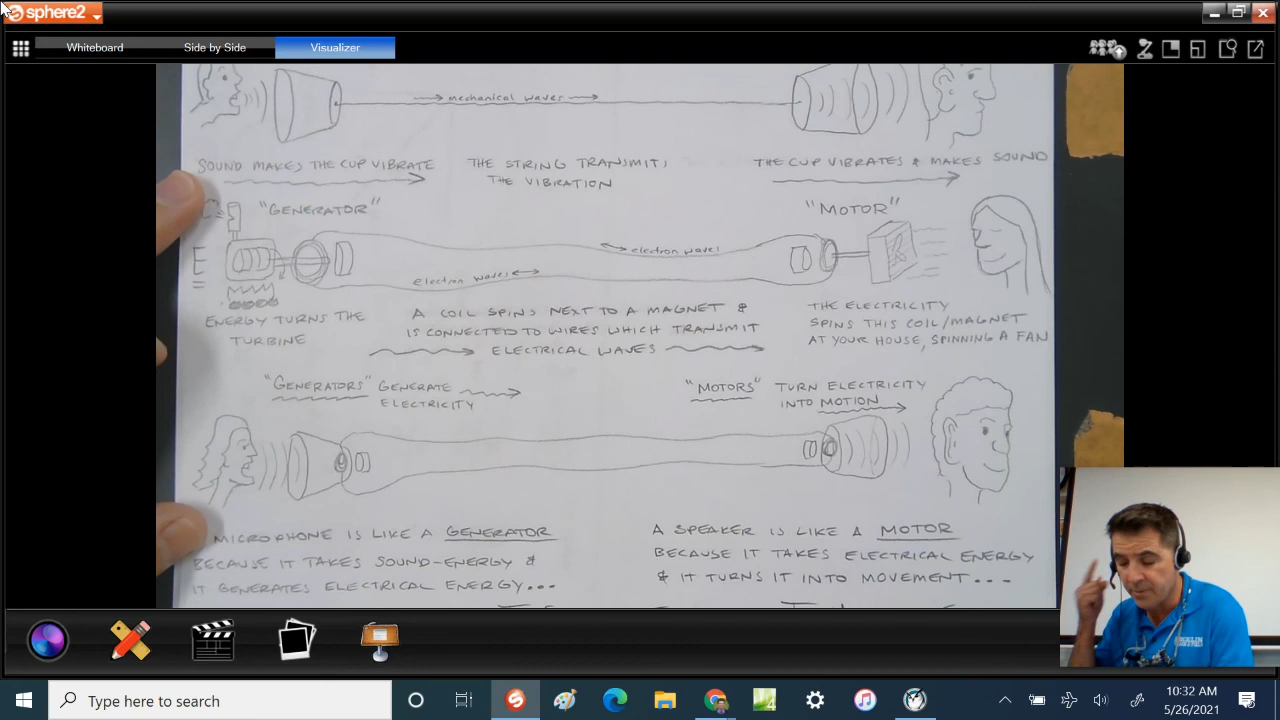 sphere2
Whiteboard
Side by Side
Visualizer
mechanical waves
SOUND MAKES THE CUP VIBRATE
THE STRING TRANSMITS
THE VIBRATION
THE CUP VIBRATES & MAKES SOUND
"GENERATOR"
"MOTOR"
E
electron waves
electron waves
ENERGY TURNS THE
TURBINE
A COIL SPINS NEXT TO A MAGNET &
IS CONNECTED TO WIRES WHICH TRANSMIT
ELECTRICAL WAVES
THE ELECTRICITY
SPINS THIS COIL/MAGNET
AT YOUR HOUSE, SPINNING A FAN
"GENERATORS" GENERATE
ELECTRICITY
"MOTORS" TURN ELECTRICITY
INTO MOTION
MICROPHONE IS LIKE A GENERATOR
BECAUSE IT TAKES SOUND-ENERGY &
IT GENERATES ELECTRICAL ENERGY...
A SPEAKER IS LIKE A MOTOR
BECAUSE IT TAKES ELECTRICAL ENERGY
& IT TURNS IT INTO MOVEMENT...
Type here to search
10:32 AM
5/26/2021